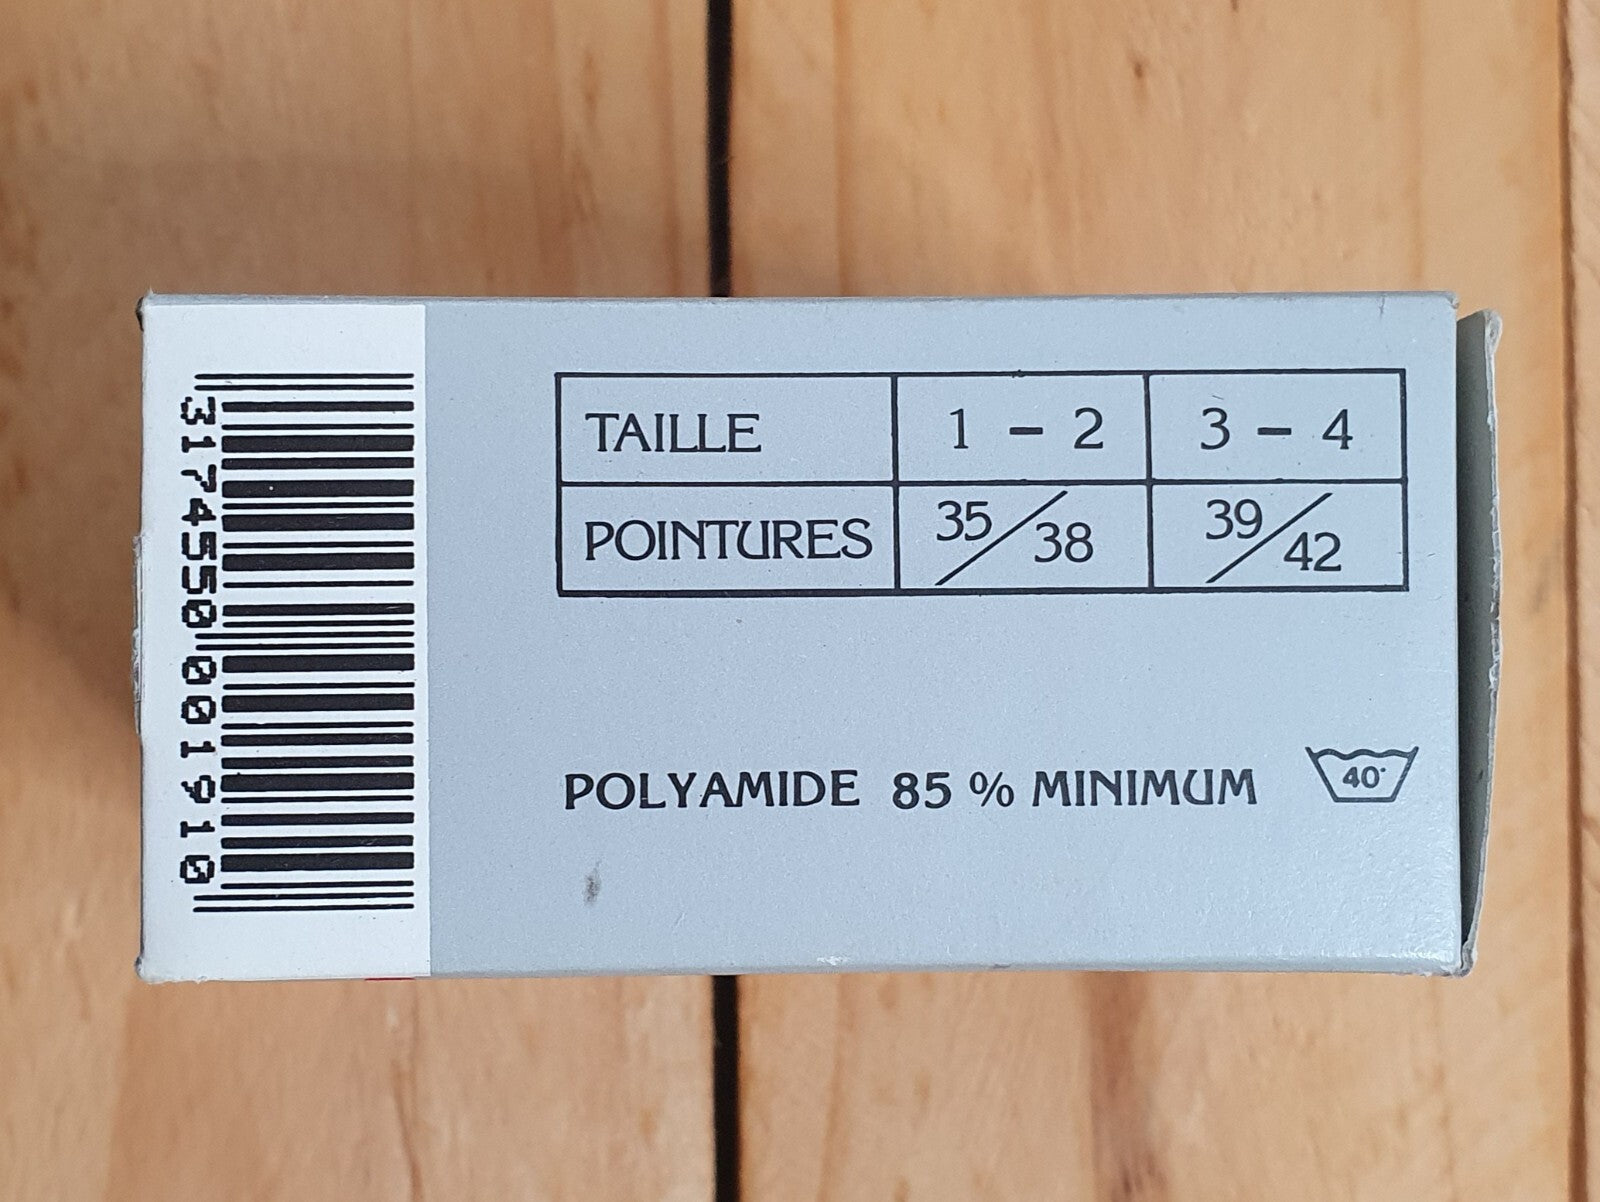 TAILLE 1 - 2 3 - 4
POINTURES 35/38 39/42
POLYAMIDE 85 % MINIMUM 40°
3174550001910